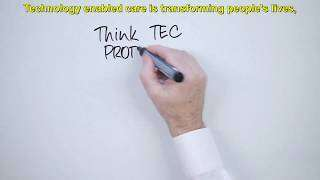 Technology enabled care is transforming people's lives,
Think TEC
PROT